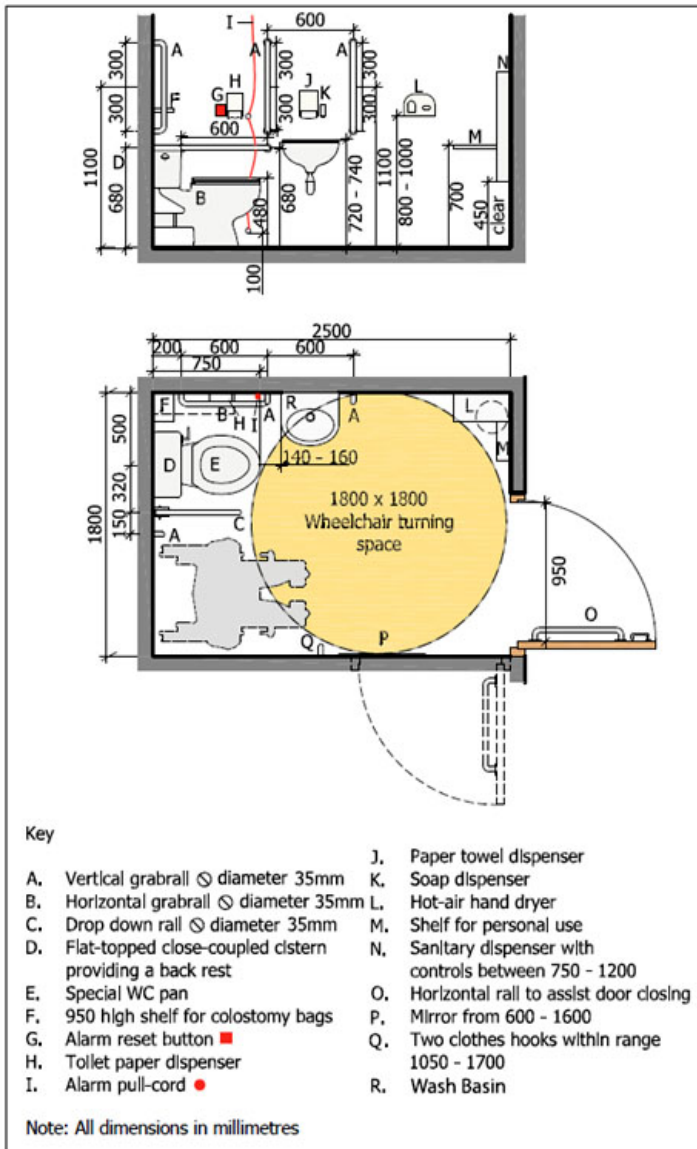 I
600
A
A
A
N
300
300
300
H
J
L
F
G
K
300
300
300
600
M
D
1100
680
B
480
680
720 - 740
1100
800 - 1000
700
450
clear
100
2500
200
600
600
750
F
B
H
I
A
R
A
L
500
D
E
140 - 160
M
320
1800
1800 x 1800
Wheelchair turning
space
150
C
A
950
O
Q
P
Key
A. Vertical grabrail ⦸ diameter 35mm
B. Horizontal grabrail ⦸ diameter 35mm
C. Drop down rail ⦸ diameter 35mm
D. Flat-topped close-coupled cistern
providing a back rest
E. Special WC pan
F. 950 high shelf for colostomy bags
G. Alarm reset button
H. Toilet paper dispenser
I. Alarm pull-cord
J. Paper towel dispenser
K. Soap dispenser
L. Hot-air hand dryer
M. Shelf for personal use
N. Sanitary dispenser with
controls between 750 - 1200
O. Horizontal rail to assist door closing
P. Mirror from 600 - 1600
Q. Two clothes hooks within range
1050 - 1700
R. Wash Basin
Note: All dimensions in millimetres